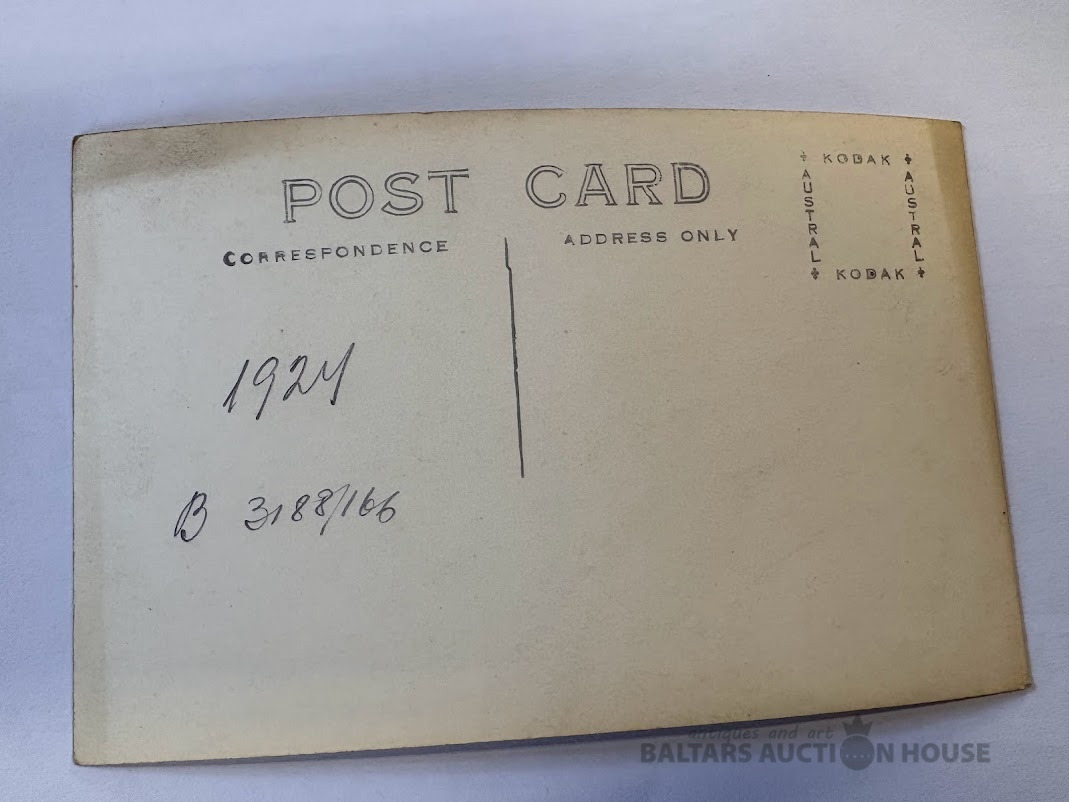 POST CARD
CORRESPONDENCE
ADDRESS ONLY
KODAK
AUSTRAL
AUSTRAL
KODAK
1924
B 3188/166
antiques and art
BALTARS AUCTION HOUSE